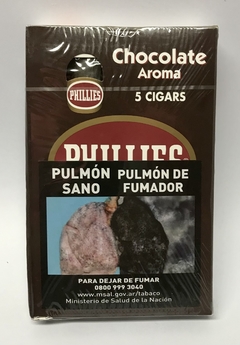 Chocolate
Aroma
PHILLIES
5 CIGARS
PHILLIES
PULMÓN SANO
PULMÓN DE FUMADOR
PARA DEJAR DE FUMAR
0800 999 3040
www.msal.gov.ar/tabaco
Ministerio de Salud de la Nación